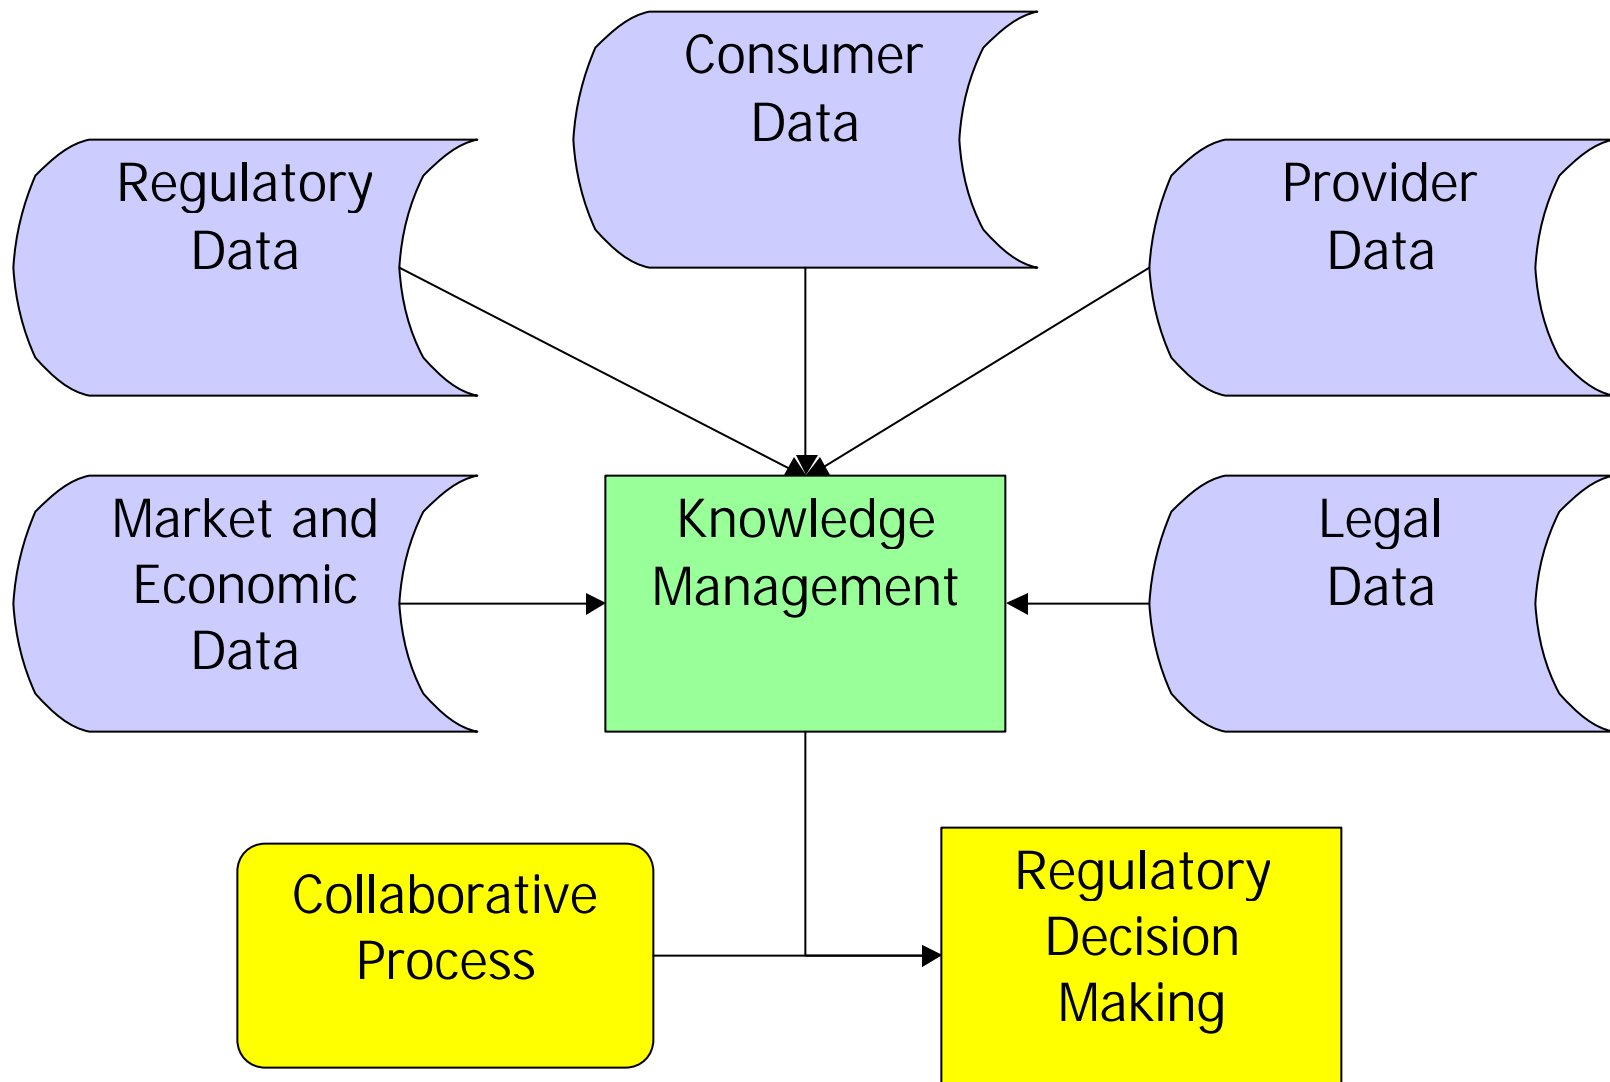 Consumer
Data
Regulatory
Data
Provider
Data
Market and
Economic
Data
Knowledge
Management
Legal
Data
Collaborative
Process
Regulatory
Decision
Making